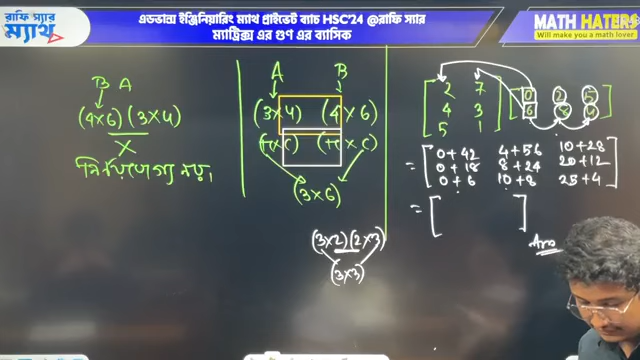 রাফি স্যার
ম্যাথ
এডভান্সড ইঞ্জিনিয়ারিং ম্যাথ প্রাইভেট ব্যাচ HSC'24 @রাফি স্যার
ম্যাট্রিক্স এর গুণ এর ব্যাসিক
MATH HATERS
Will make you a math lover
B A
(4×6) (3×4)
X
নির্ণয়যোগ্য নয়।
A B
(3×4) (4×6)
(r×c) (r×c)
(3×6)
(3×2)(2×3)
(3×3)
[2 7
4 3
5 1] [0 2 5
6 8 4]
= [0+42 4+56 10+28
0+18 8+24 20+12
0+6 10+8 25+4]
= [ ]
Ans